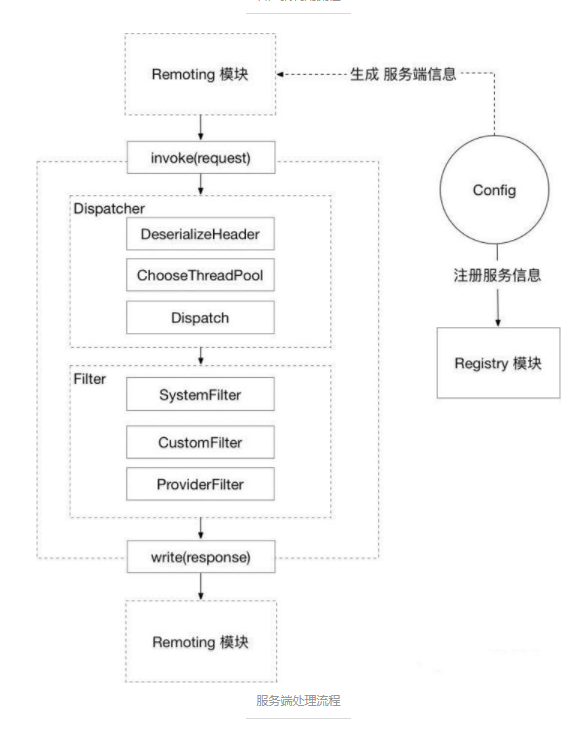 Remoting 模块
生成 服务端信息
invoke(request)
Config
Dispatcher
DeserializeHeader
ChooseThreadPool
Dispatch
注册服务信息
Registry 模块
Filter
SystemFilter
CustomFilter
ProviderFilter
write(response)
Remoting 模块
服务端处理流程